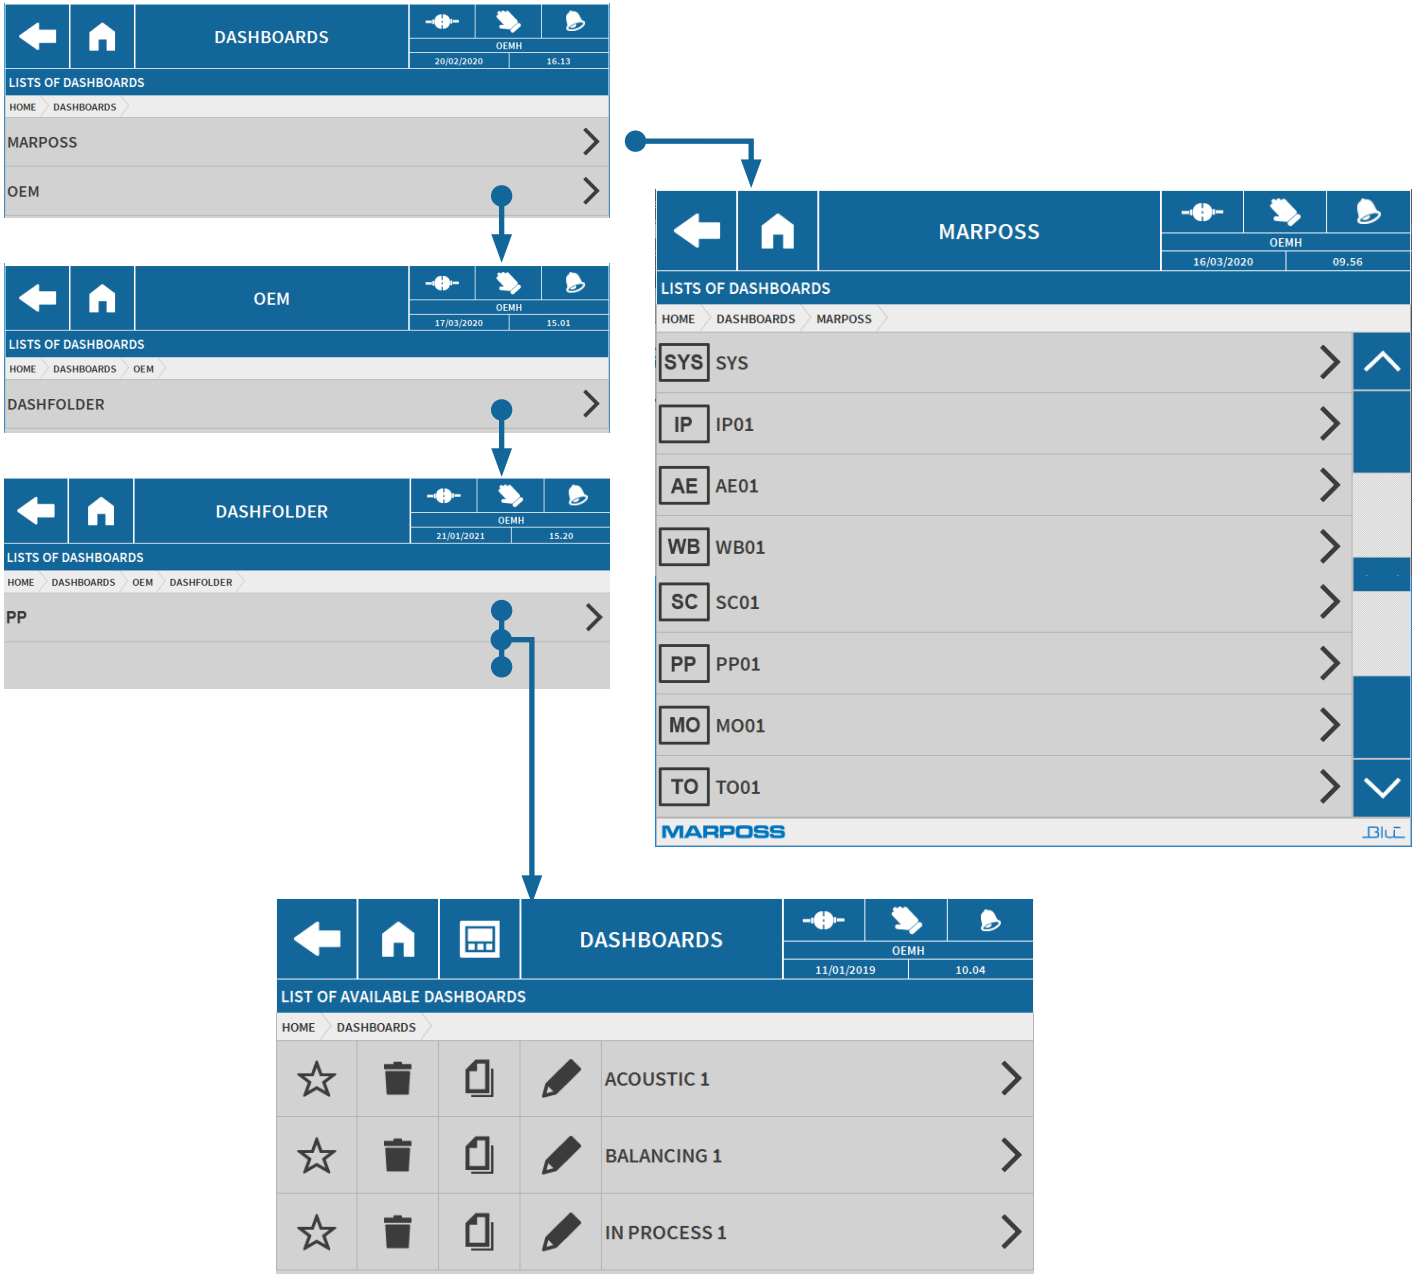 DASHBOARDS
OEMH
20/02/2020 16.13
LISTS OF DASHBOARDS
HOME DASHBOARDS
MARPOSS
OEM
OEM
OEMH
17/03/2020 15.01
LISTS OF DASHBOARDS
HOME DASHBOARDS OEM
DASHFOLDER
DASHFOLDER
OEMH
21/01/2021 15.20
LISTS OF DASHBOARDS
HOME DASHBOARDS OEM DASHFOLDER
PP
MARPOSS
OEMH
16/03/2020 09.56
LISTS OF DASHBOARDS
HOME DASHBOARDS MARPOSS
SYS SYS
IP IP01
AE AE01
WB WB01
SC SC01
PP PP01
MO MO01
TO TO01
MARPOSS Blu
DASHBOARDS
OEMH
11/01/2019 10.04
LIST OF AVAILABLE DASHBOARDS
HOME DASHBOARDS
ACOUSTIC 1
BALANCING 1
IN PROCESS 1